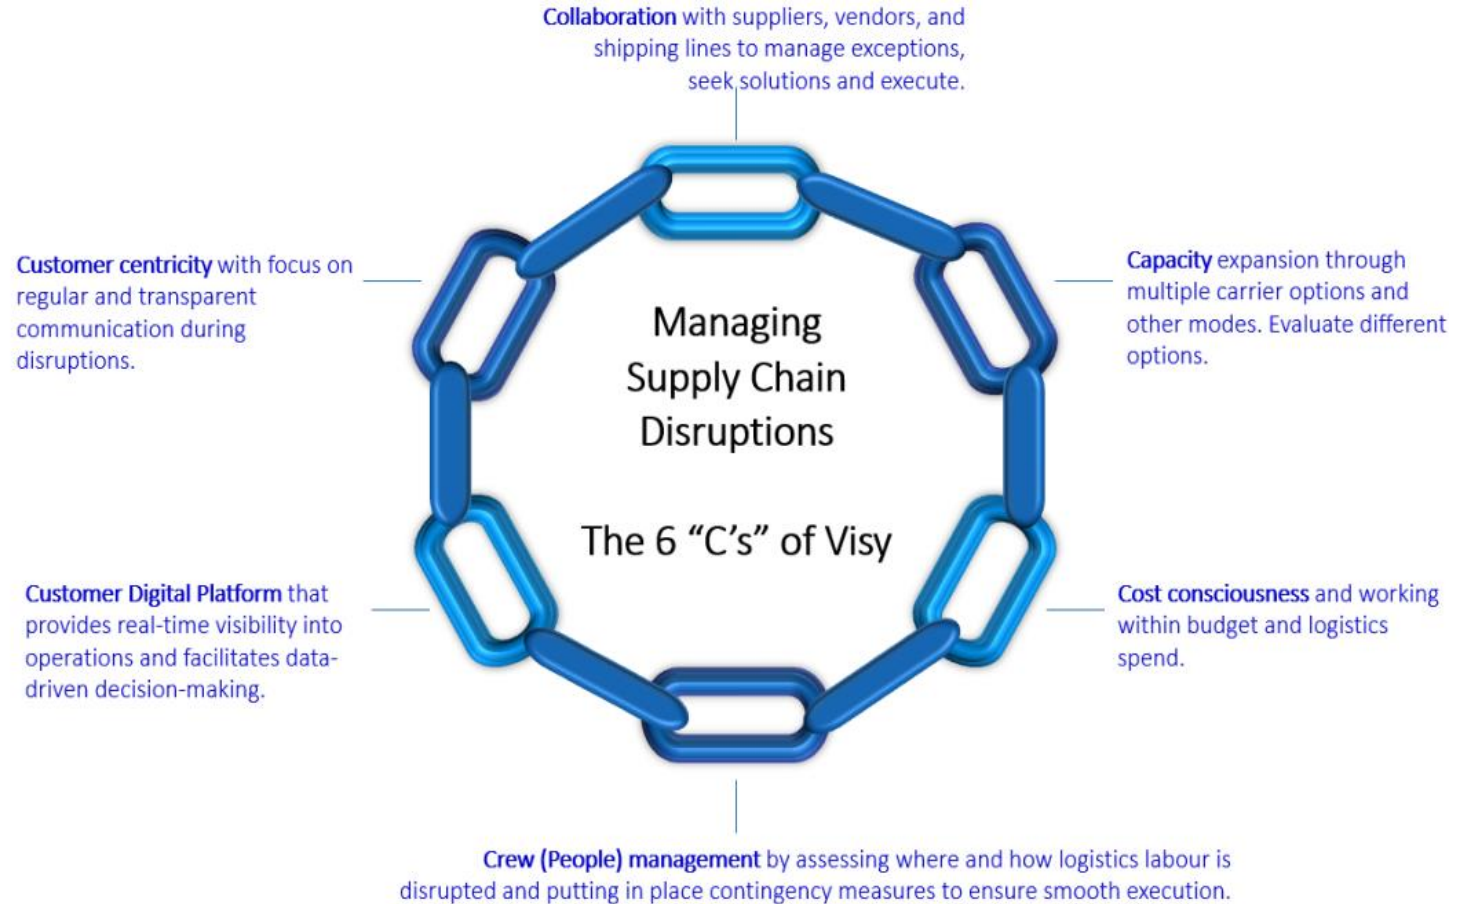 Collaboration with suppliers, vendors, and
shipping lines to manage exceptions,
seek solutions and execute.
Customer centricity with focus on
regular and transparent
communication during
disruptions.
Managing
Supply Chain
Disruptions
The 6 “C’s” of Visy
Capacity expansion through
multiple carrier options and
other modes. Evaluate different
options.
Customer Digital Platform that
provides real-time visibility into
operations and facilitates data-
driven decision-making.
Cost consciousness and working
within budget and logistics
spend.
Crew (People) management by assessing where and how logistics labour is
disrupted and putting in place contingency measures to ensure smooth execution.